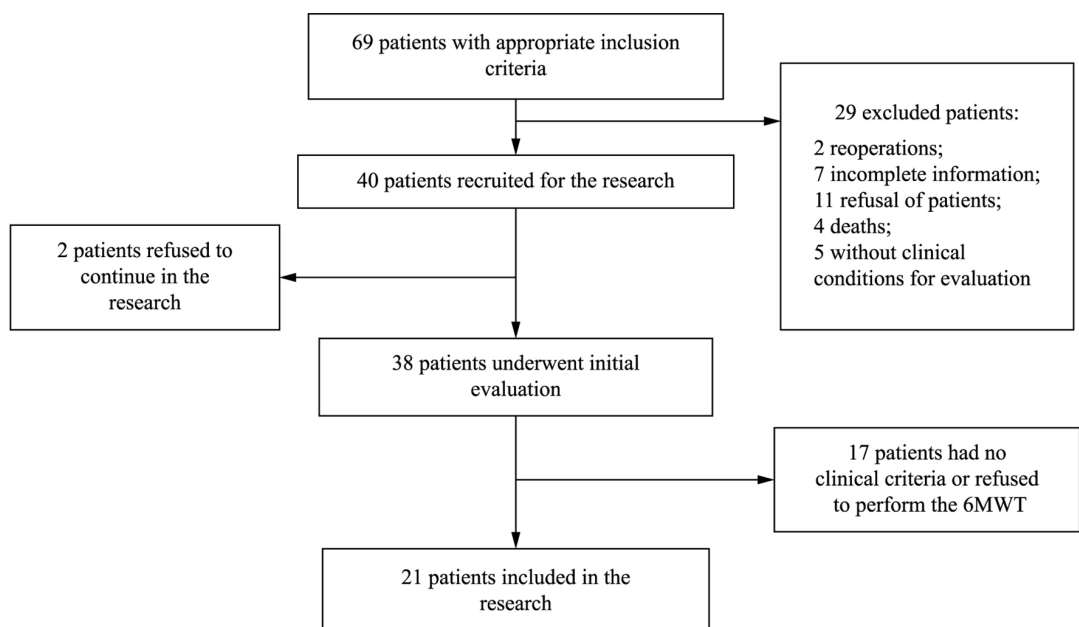 69 patients with appropriate inclusion
criteria
29 excluded patients:
2 reoperations;
7 incomplete information;
11 refusal of patients;
4 deaths;
5 without clinical
conditions for evaluation
40 patients recruited for the research
2 patients refused to
continue in the
research
38 patients underwent initial
evaluation
17 patients had no
clinical criteria or refused
to perform the 6MWT
21 patients included in the
research